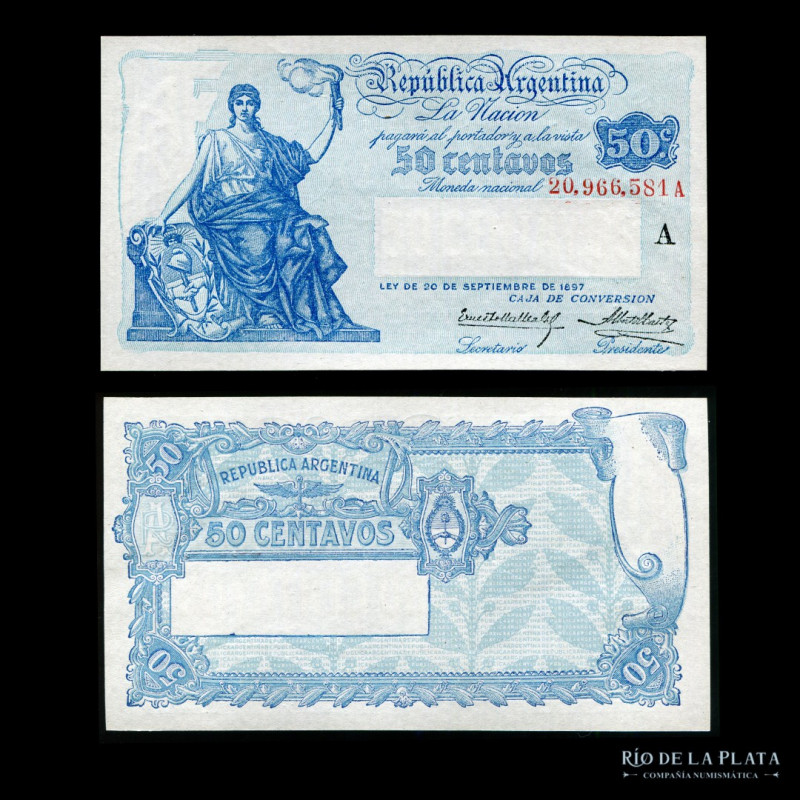 República Argentina
La Nacion
pagará al portador y a la vista
50 centavos
50c.
Moneda nacional 20,966,581 A
A
LEY DE 20 DE SEPTIEMBRE DE 1897
CAJA DE CONVERSION
Secretario Presidente
50
REPUBLICA ARGENTINA
50 CENTAVOS
50
50
RÍO DE LA PLATA
COMPAÑÍA NUMISMÁTICA